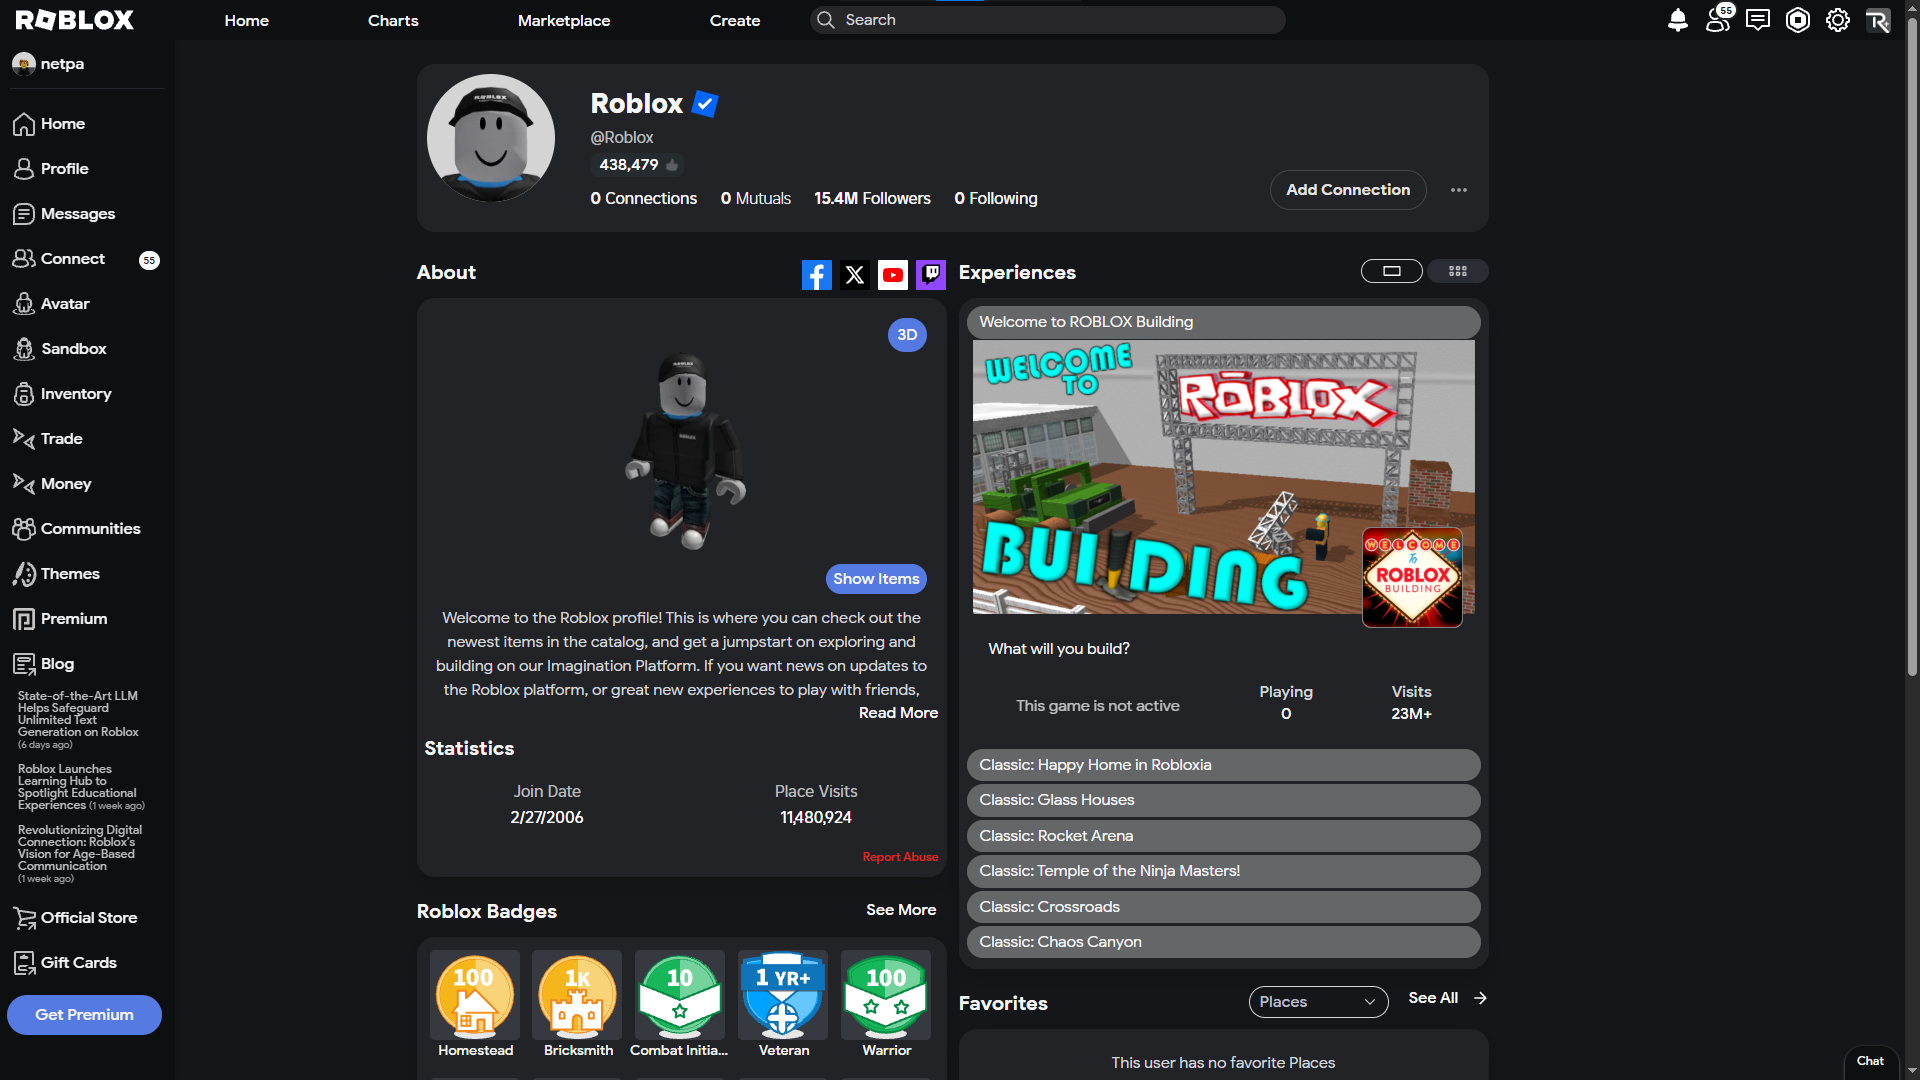 ROBLOX
Home
Charts
Marketplace
Create
Search
55
netpa
Home
Profile
Messages
Connect
55
Avatar
Sandbox
Inventory
Trade
Money
Communities
Themes
Premium
Blog
State-of-the-Art LLM
Helps Safeguard
Unlimited Text
Generation on Roblox
(6 days ago)
Roblox Launches
Learning Hub to
Spotlight Educational
Experiences (1 week ago)
Revolutionizing Digital
Connection: Roblox's
Vision for Age-Based
Communication
(1 week ago)
Official Store
Gift Cards
Get Premium
Roblox
@Roblox
438,479
0 Connections
0 Mutuals
15.4M Followers
0 Following
Add Connection
About
3D
Show Items
Welcome to the Roblox profile! This is where you can check out the
newest items in the catalog, and get a jumpstart on exploring and
building on our Imagination Platform. If you want news on updates to
the Roblox platform, or great new experiences to play with friends,
Read More
Statistics
Join Date
2/27/2006
Place Visits
11,480,924
Report Abuse
Roblox Badges
See More
100
Homestead
1K
Bricksmith
10
Combat Initia...
1 YR+
Veteran
100
Warrior
Experiences
Welcome to ROBLOX Building
WELCOME
TO
ROBLOX
BUILDING
WELCOME
To
ROBLOX
BUILDING
What will you build?
This game is not active
Playing
0
Visits
23M+
Classic: Happy Home in Robloxia
Classic: Glass Houses
Classic: Rocket Arena
Classic: Temple of the Ninja Masters!
Classic: Crossroads
Classic: Chaos Canyon
Favorites
Places
See All
This user has no favorite Places
Chat